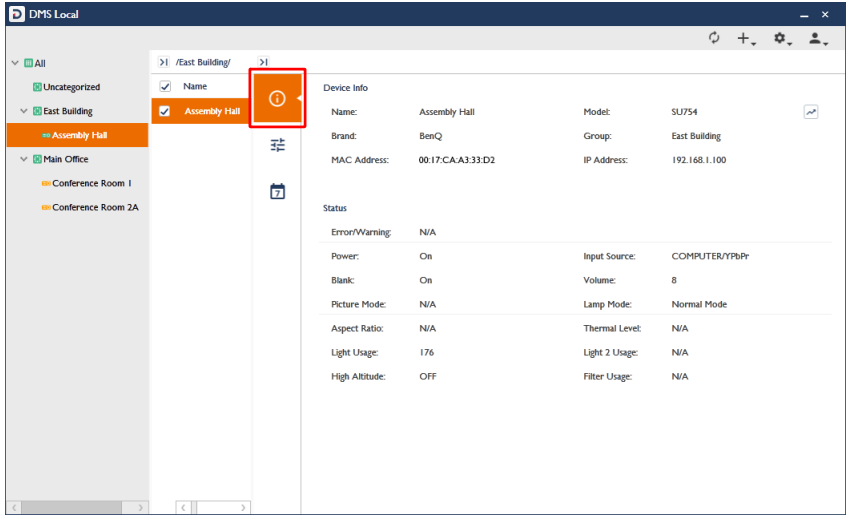 DMS Local
All
Uncategorized
East Building
Assembly Hall
Main Office
Conference Room 1
Conference Room 2A
/East Building/
Name
Assembly Hall
7
Device Info
Name: Assembly Hall Model: SU754
Brand: BenQ Group: East Building
MAC Address: 00:17:CA:A3:33:D2 IP Address: 192.168.1.100
Status
Error/Warning: N/A
Power: On Input Source: COMPUTER/YPbPr
Blank: On Volume: 8
Picture Mode: N/A Lamp Mode: Normal Mode
Aspect Ratio: N/A Thermal Level: N/A
Light Usage: 176 Light 2 Usage: N/A
High Altitude: OFF Filter Usage: N/A